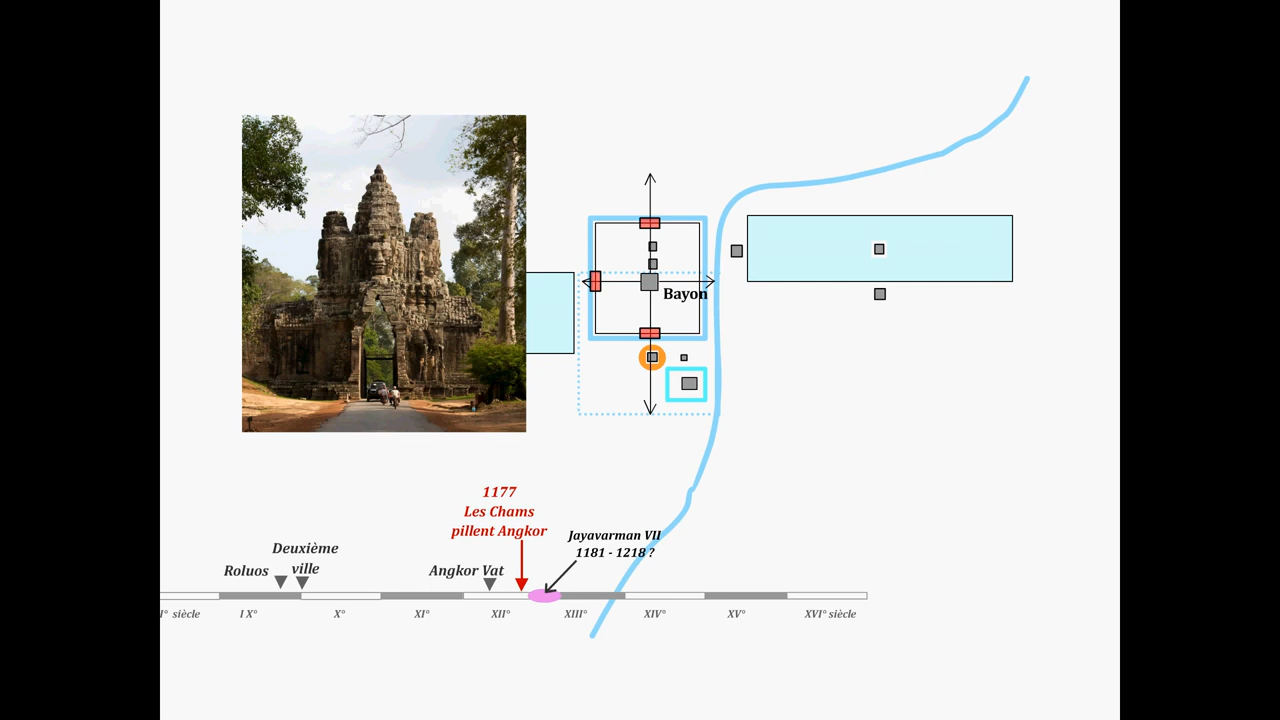 Bayon
1177
Les Chams
pillent Angkor
Jayavarman VII
1181 - 1218 ?
Deuxième
ville
Roluos
Angkor Vat
I° siècle
I X°
X°
XI°
XII°
XIII°
XIV°
XV°
XVI° siècle